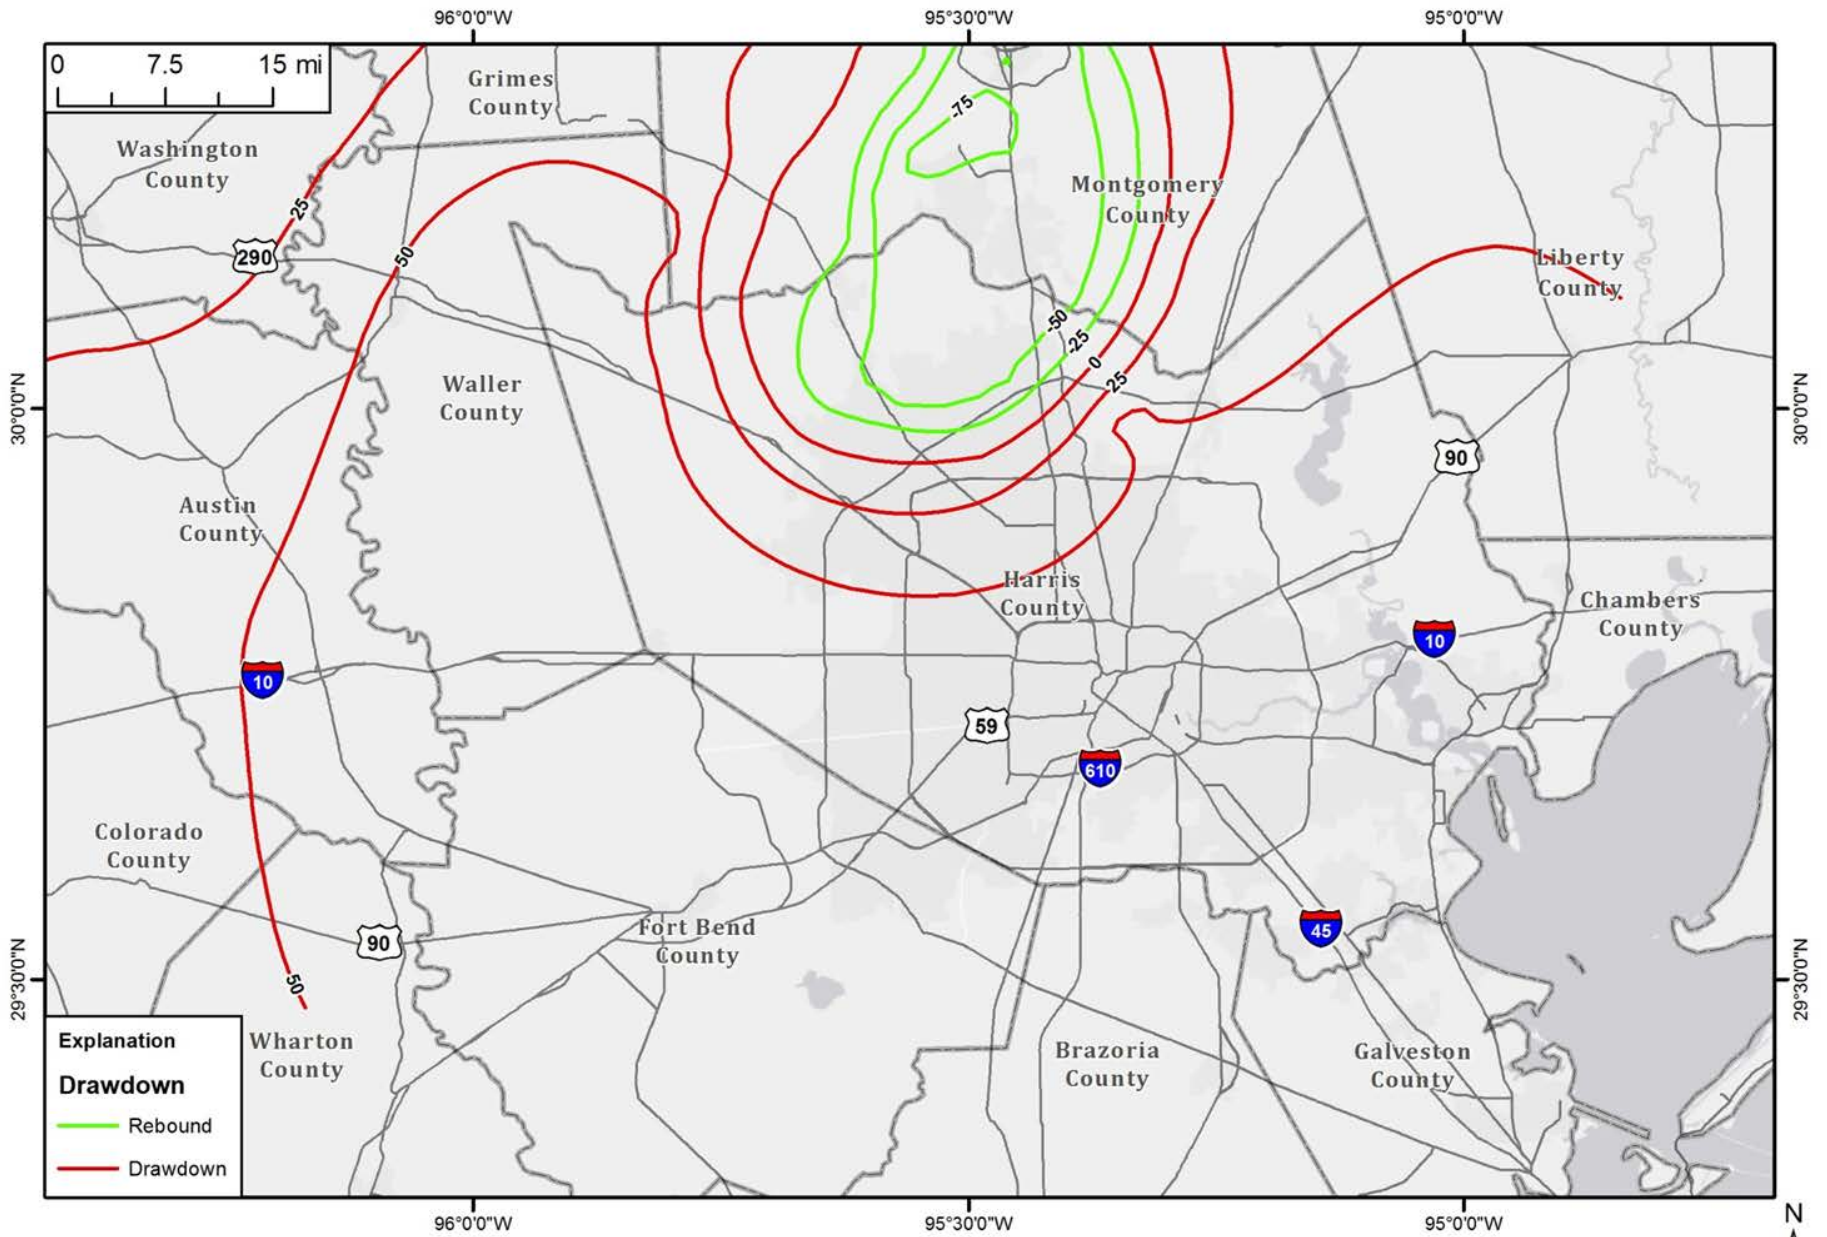 96°0'0"W
95°30'0"W
95°0'0"W
0 7.5 15 mi
Grimes
County
Washington
County
-75
Montgomery
County
25
290
50
Liberty
County
-50
-25
0
25
Waller
County
30°0'0"N
30°0'0"N
90
Austin
County
Harris
County
Chambers
County
10
10
59
610
Colorado
County
90
Fort Bend
County
45
29°30'0"N
29°30'0"N
50
Explanation
Drawdown
Rebound
Drawdown
Wharton
County
Brazoria
County
Galveston
County
96°0'0"W
95°30'0"W
95°0'0"W
N